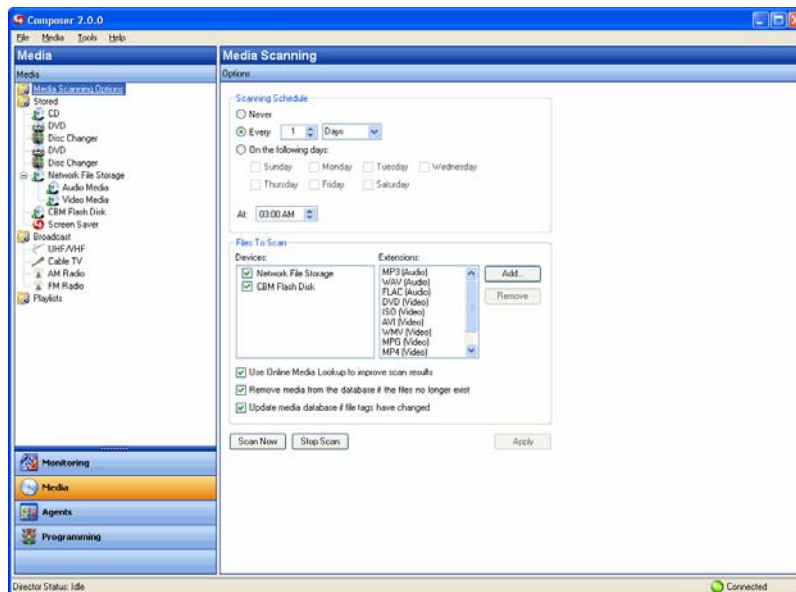 Composer 2.0.0
File Media Tools Help
Media
Media Scanning
Media
Options
Media Scanning Options
Stored
CD
DVD
Disc Changer
DVD
Disc Changer
Network File Storage
Audio Media
Video Media
CBM Flash Disk
Screen Saver
Broadcast
UHF/VHF
Cable TV
AM Radio
FM Radio
Playlists
Scanning Schedule
Never
Every 1 Days
On the following days:
Sunday Monday Tuesday Wednesday
Thursday Friday Saturday
At: 03:00 AM
Files To Scan
Devices:
Network File Storage
CBM Flash Disk
Extensions:
MP3 (Audio)
WAV (Audio)
FLAC (Audio)
DVD (Video)
ISO (Video)
AVI (Video)
WMV (Video)
MPG (Video)
MP4 (Video)
Add...
Remove
Use Online Media Lookup to improve scan results
Remove media from the database if the files no longer exist
Update media database if file tags have changed
Scan Now Stop Scan Apply
Monitoring
Media
Agents
Programming
Director Status: Idle
Connected